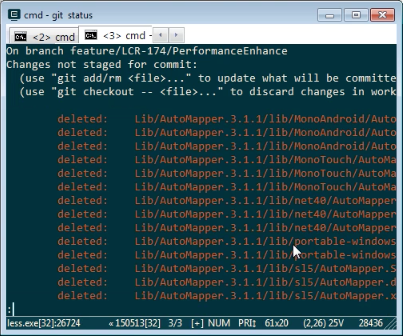 cmd - git status
<2> cmd
<3> cmd -
On branch feature/LCR-174/PerformanceEnhance
Changes not staged for commit:
(use "git add/rm <file>..." to update what will be committe
(use "git checkout -- <file>..." to discard changes in work
deleted: Lib/AutoMapper.3.1.1/lib/MonoAndroid/Auto
deleted: Lib/AutoMapper.3.1.1/lib/MonoAndroid/Auto
deleted: Lib/AutoMapper.3.1.1/lib/MonoAndroid/Auto
deleted: Lib/AutoMapper.3.1.1/lib/MonoTouch/AutoMa
deleted: Lib/AutoMapper.3.1.1/lib/MonoTouch/AutoMa
deleted: Lib/AutoMapper.3.1.1/lib/MonoTouch/AutoMa
deleted: Lib/AutoMapper.3.1.1/lib/net40/AutoMapper
deleted: Lib/AutoMapper.3.1.1/lib/net40/AutoMapper
deleted: Lib/AutoMapper.3.1.1/lib/net40/AutoMapper
deleted: Lib/AutoMapper.3.1.1/lib/portable-windows
deleted: Lib/AutoMapper.3.1.1/lib/portable-windows
deleted: Lib/AutoMapper.3.1.1/lib/sl5/AutoMapper.S
deleted: Lib/AutoMapper.3.1.1/lib/sl5/AutoMapper.d
deleted: Lib/AutoMapper.3.1.1/lib/sl5/AutoMapper.x
:
less.exe[32]:26724 « 150513[32] 3/3 [+] NUM PRI‡ 61x20 (2,26) 25V 28436